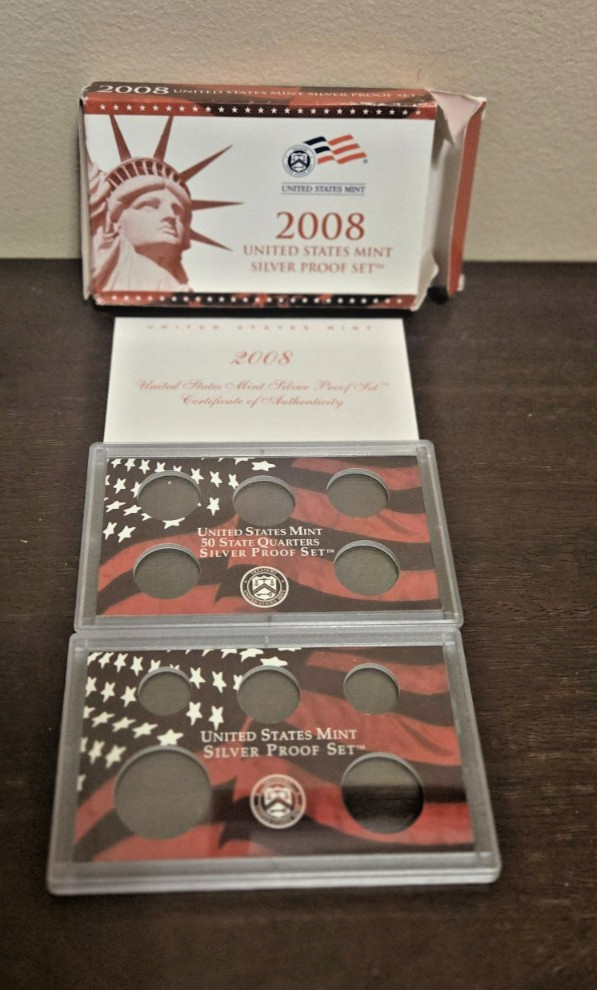 2008 UNITED STATES MINT SILVER PROOF SET
UNITED STATES MINT
2008
UNITED STATES MINT
SILVER PROOF SET™
UNITED STATES MINT
2008
United States Mint Silver Proof Set™
Certificate of Authenticity
UNITED STATES MINT
50 STATE QUARTERS
SILVER PROOF SET™
UNITED STATES MINT
SILVER PROOF SET™